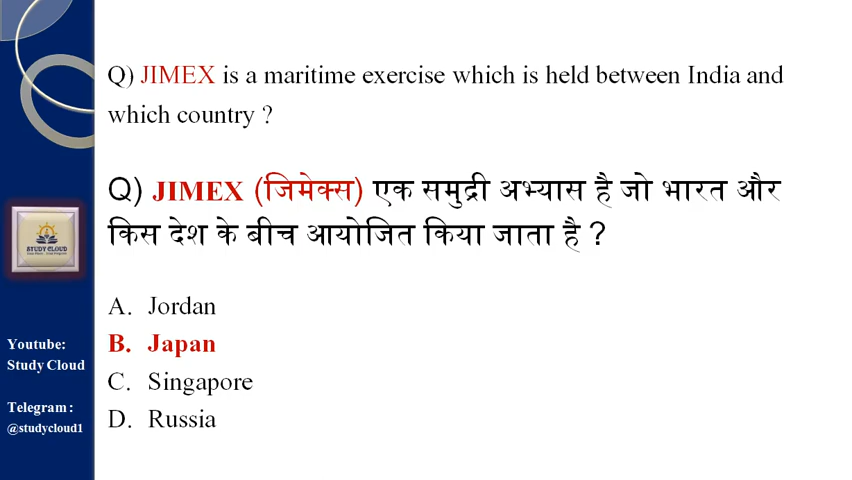 Q) JIMEX is a maritime exercise which is held between India and
which country ?
Q) JIMEX (जिमेक्स) एक समुद्री अभ्यास है जो भारत और
किस देश के बीच आयोजित किया जाता है ?
A. Jordan
B. Japan
C. Singapore
D. Russia
STUDY CLOUD
Youtube:
Study Cloud
Telegram :
@studycloud1